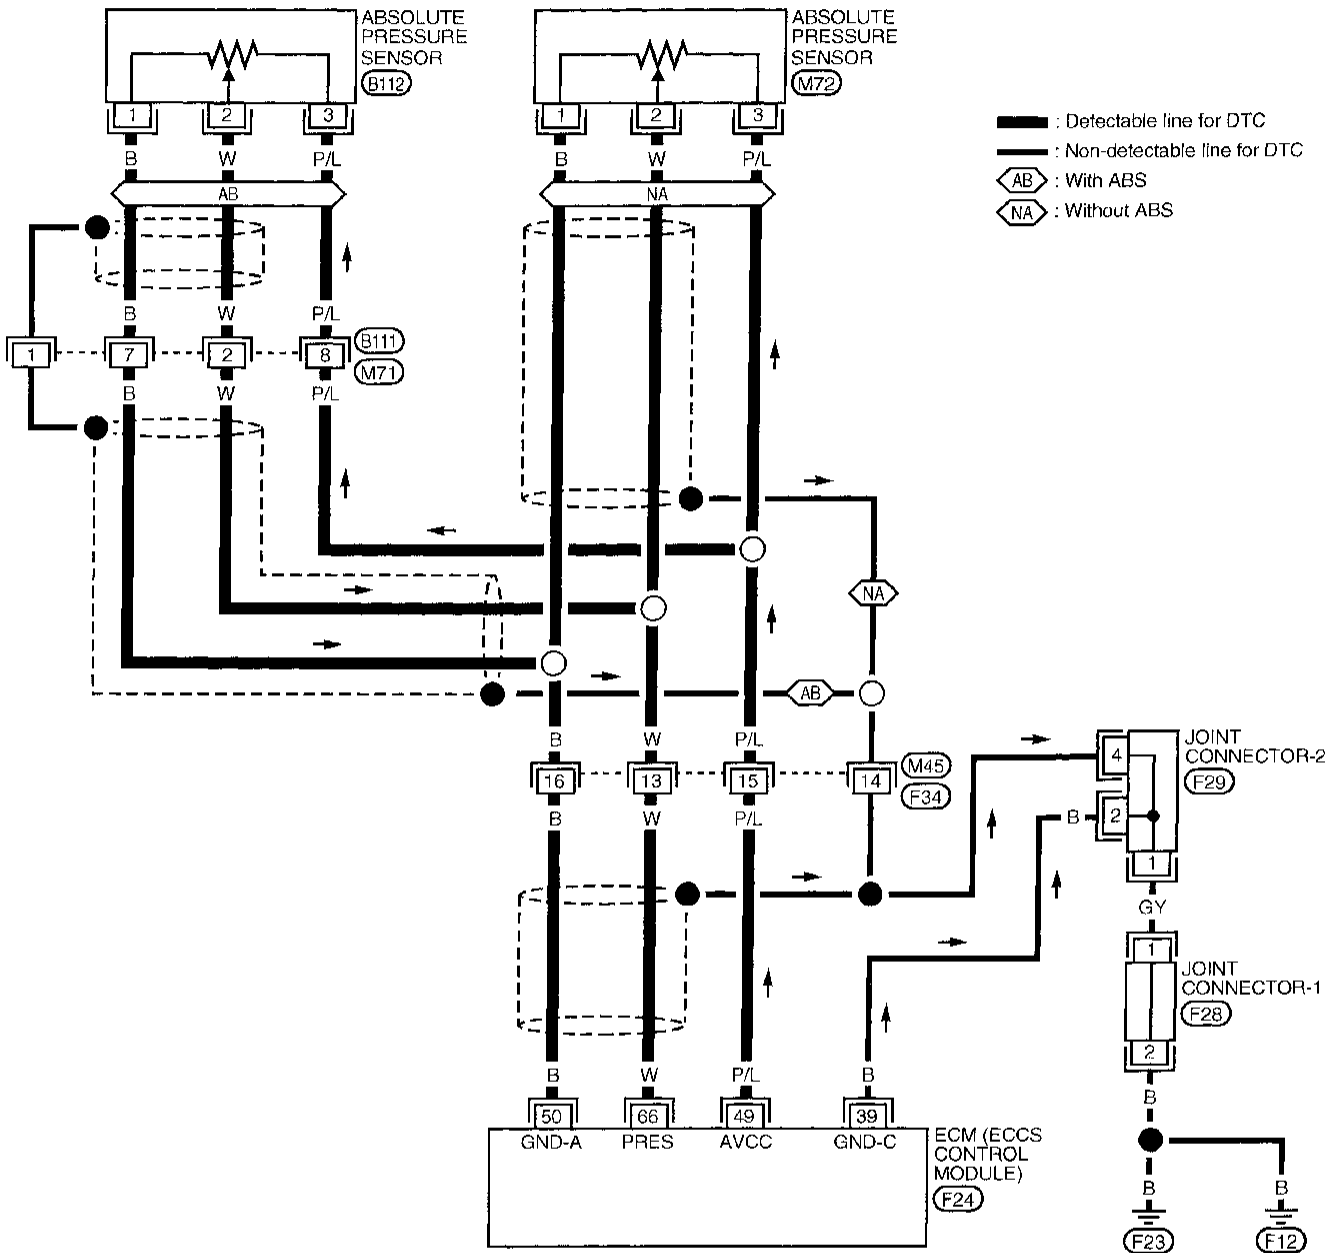 ABSOLUTE
PRESSURE
SENSOR
B112
ABSOLUTE
PRESSURE
SENSOR
M72
1 2 3
1 2 3
: Detectable line for DTC
: Non-detectable line for DTC
AB : With ABS
NA : Without ABS
B W P/L
B W P/L
AB
NA
B W P/L
1 7 2 8
B111
M71
B W P/L
NA
AB
B W P/L
16 13 15 14
M45
F34
B W P/L
4
JOINT
CONNECTOR-2
F29
B 2
1
GY
1
JOINT
CONNECTOR-1
F28
2
B
B W P/L B
50 66 49 39
GND-A PRES AVCC GND-C
ECM (ECCS
CONTROL
MODULE)
F24
B B
F23 F12